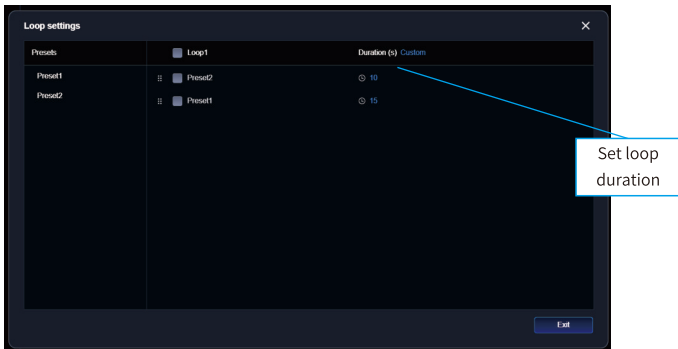 Loop settings
Presets
Loop1
Duration (s) Custom
Preset1
Preset2
10
Preset2
Preset1
15
Set loop
duration
Exit